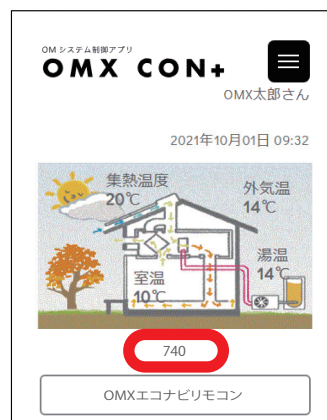 OM システム制御アプリ
OMX CON+
OMX太郎さん
2021年10月01日 09:32
集熱温度
20℃
外気温
14℃
湯温
14℃
室温
10℃
740
OMXエコナビリモコン